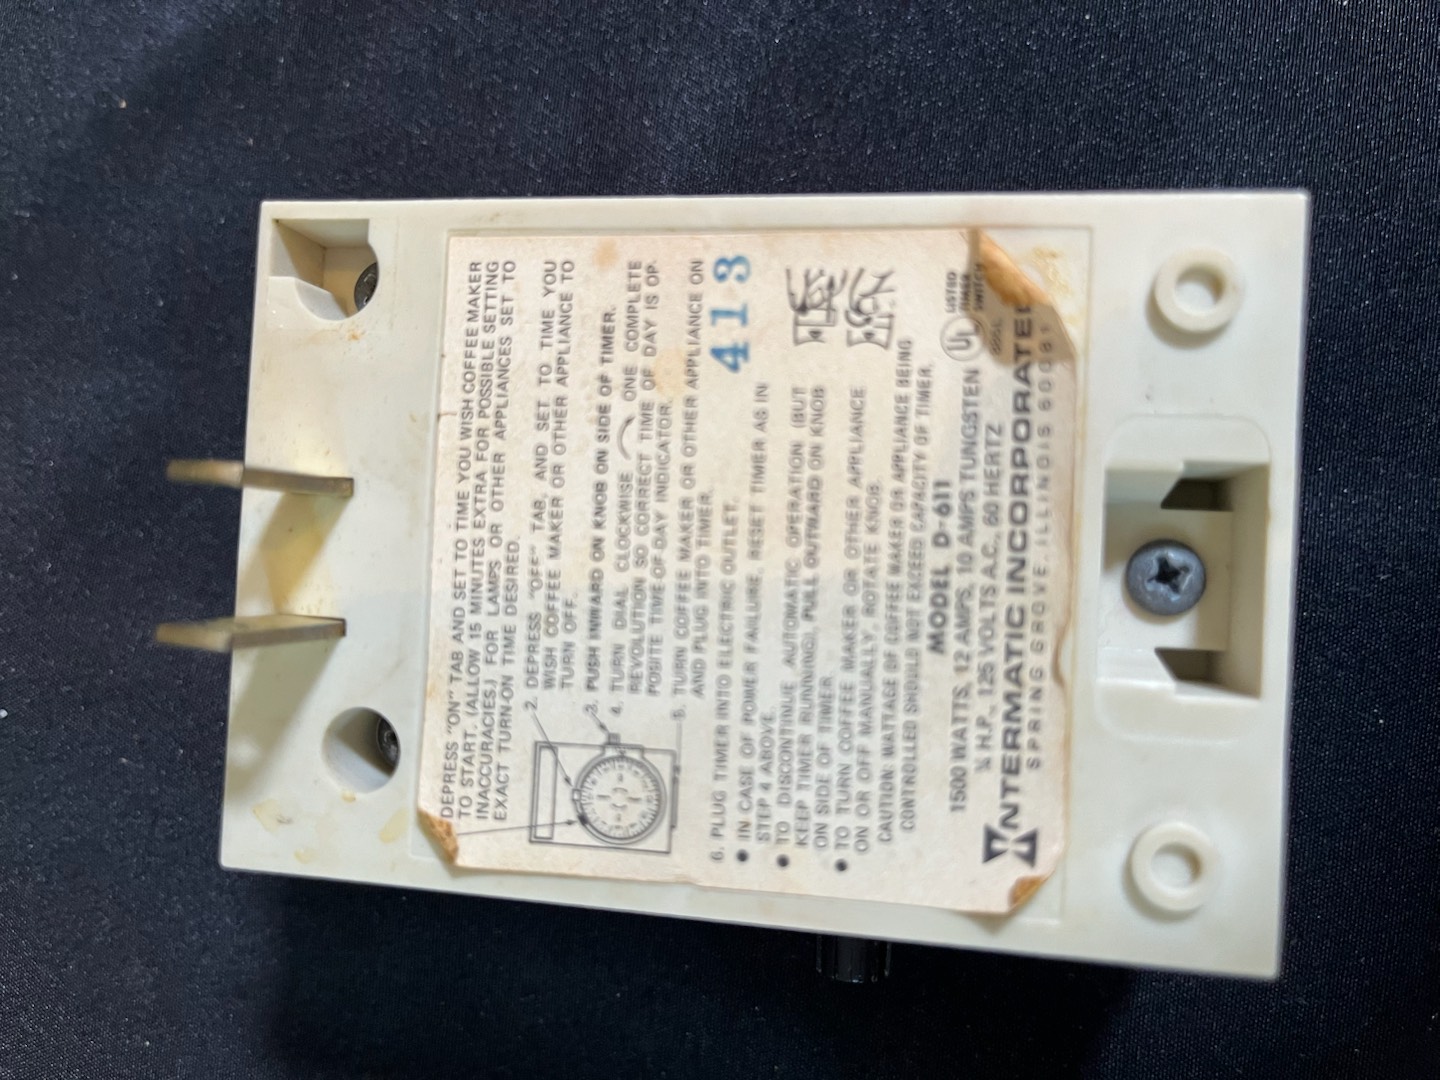 DEPRESS "ON" TAB AND SET TO TIME YOU WISH COFFEE MAKER
TO START. (ALLOW 15 MINUTES EXTRA FOR POSSIBLE SETTING
INACCURACIES.) FOR LAMPS OR OTHER APPLIANCES SET TO
EXACT TURN-ON TIME DESIRED.
2. DEPRESS "OFF" TAB, AND SET TO TIME YOU
WISH COFFEE MAKER OR OTHER APPLIANCE TO
TURN OFF.
3. PUSH INWARD ON KNOB ON SIDE OF TIMER.
4. TURN DIAL CLOCKWISE ONE COMPLETE
REVOLUTION SO CORRECT TIME OF DAY IS OP-
POSITE TIME-OF-DAY INDICATOR.
5. TURN COFFEE MAKER OR OTHER APPLIANCE ON
AND PLUG INTO TIMER.
6. PLUG TIMER INTO ELECTRIC OUTLET.
413
● IN CASE OF POWER FAILURE, RESET TIMER AS IN
STEP 4 ABOVE.
● TO DISCONTINUE AUTOMATIC OPERATION (BUT
KEEP TIMER RUNNING), PULL OUTWARD ON KNOB
ON SIDE OF TIMER.
● TO TURN COFFEE MAKER OR OTHER APPLIANCE
ON OR OFF MANUALLY, ROTATE KNOB.
CAUTION: WATTAGE OF COFFEE MAKER OR APPLIANCE BEING
CONTROLLED SHOULD NOT EXCEED CAPACITY OF TIMER.
MODEL D-611
1500 WATTS, 12 AMPS, 10 AMPS TUNGSTEN
¼ H.P., 125 VOLTS A.C., 60 HERTZ
UL LISTED
TIMER
SWITCH
INTERMATIC INCORPORATED
SPRING GROVE, ILLINOIS 60081